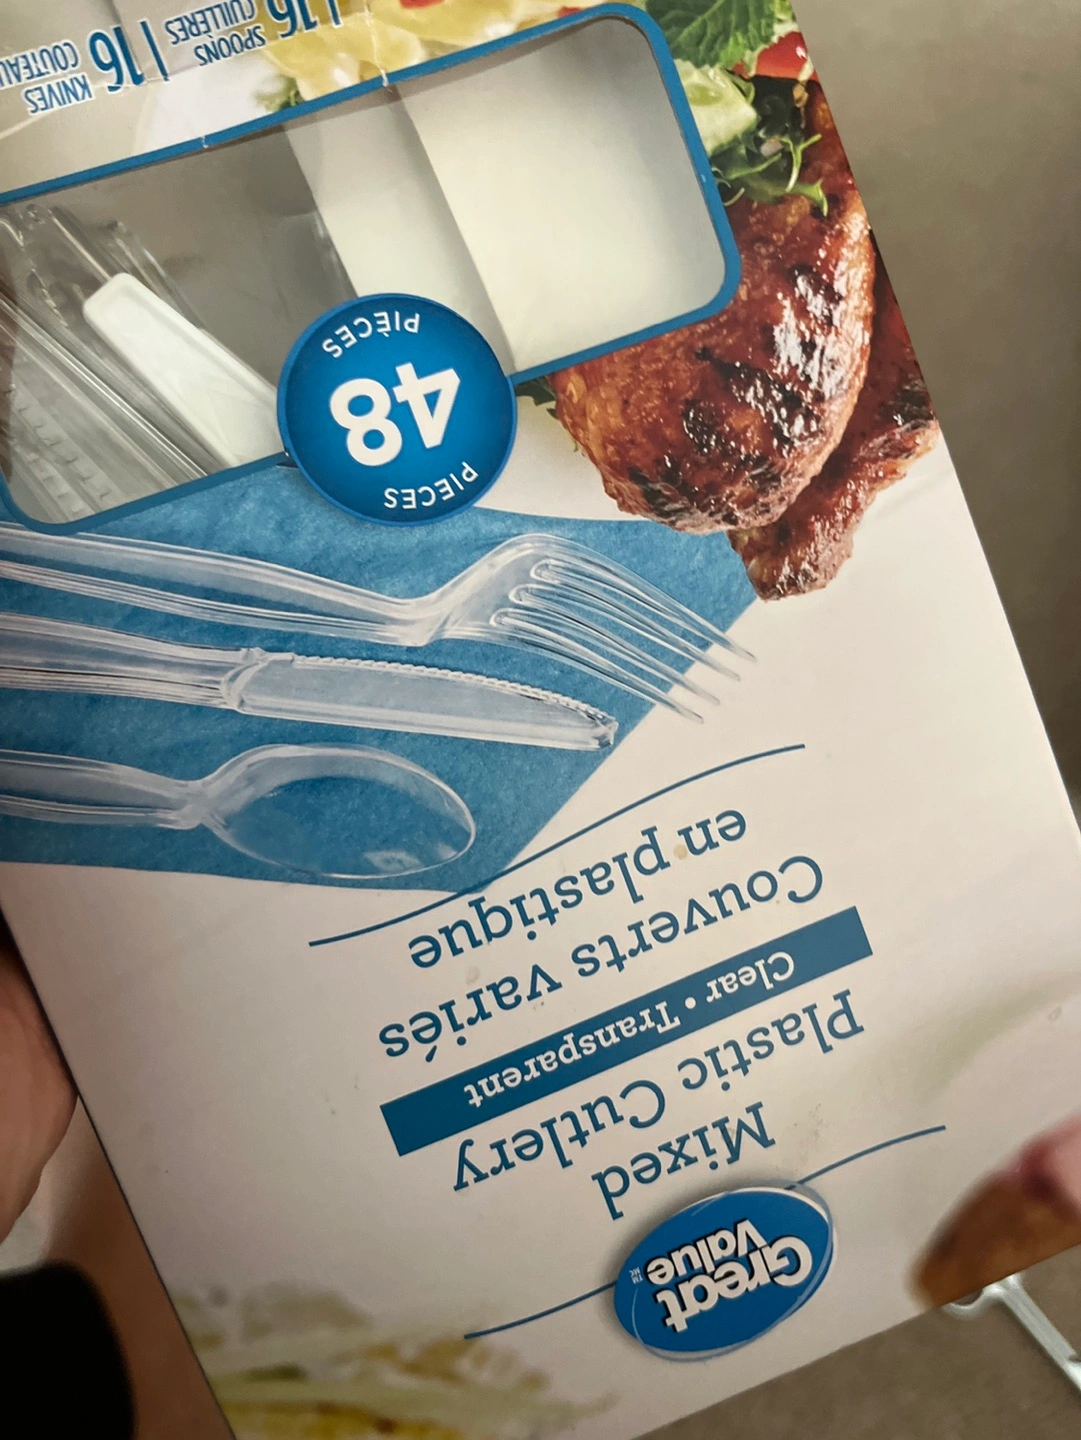 Great
Value
TM
MC
Mixed
Plastic Cutlery
Clear • Transparent
Couverts variés
en plastique
PIECES
48
PIÈCES
16 SPOONS
CUILLÈRES
16 KNIVES